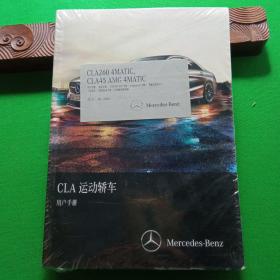 CLA260 4MATIC,
CLA45 AMG 4MATIC
Mercedes-Benz
CLA 运动轿车
用户手册
Mercedes-Benz